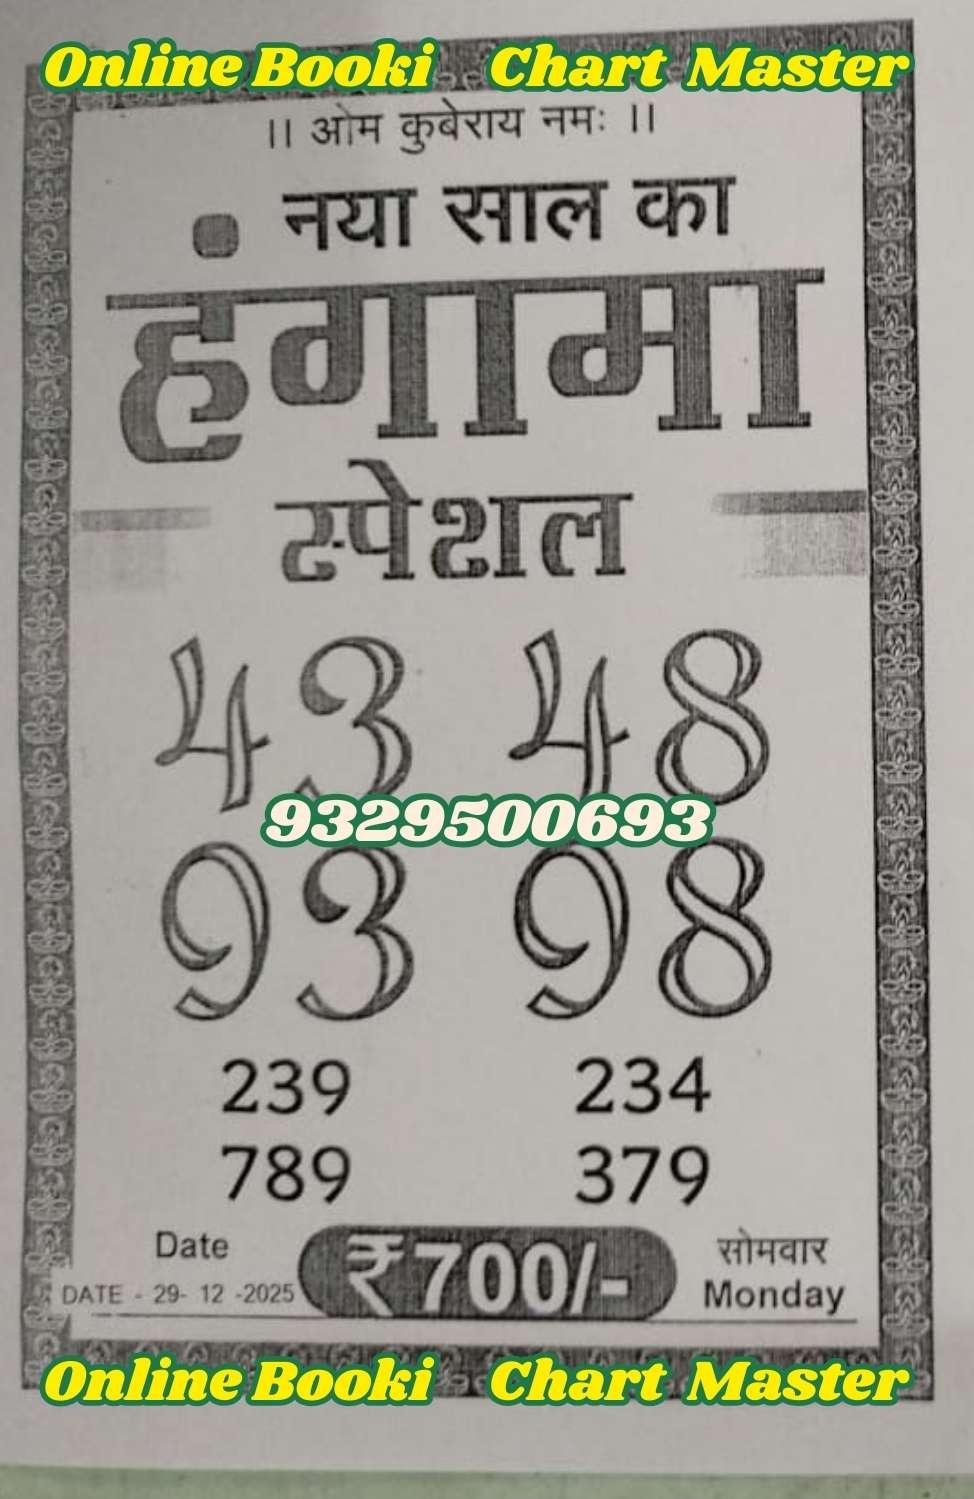 Online Booki Chart Master
।। ओम कुबेराय नमः ।।
नया साल का
हंगामा
स्पेशल
43 48
9329500693
93 98
239 234
789 379
Date ₹700/- सोमवार
DATE - 29- 12 -2025 Monday
Online Booki Chart Master